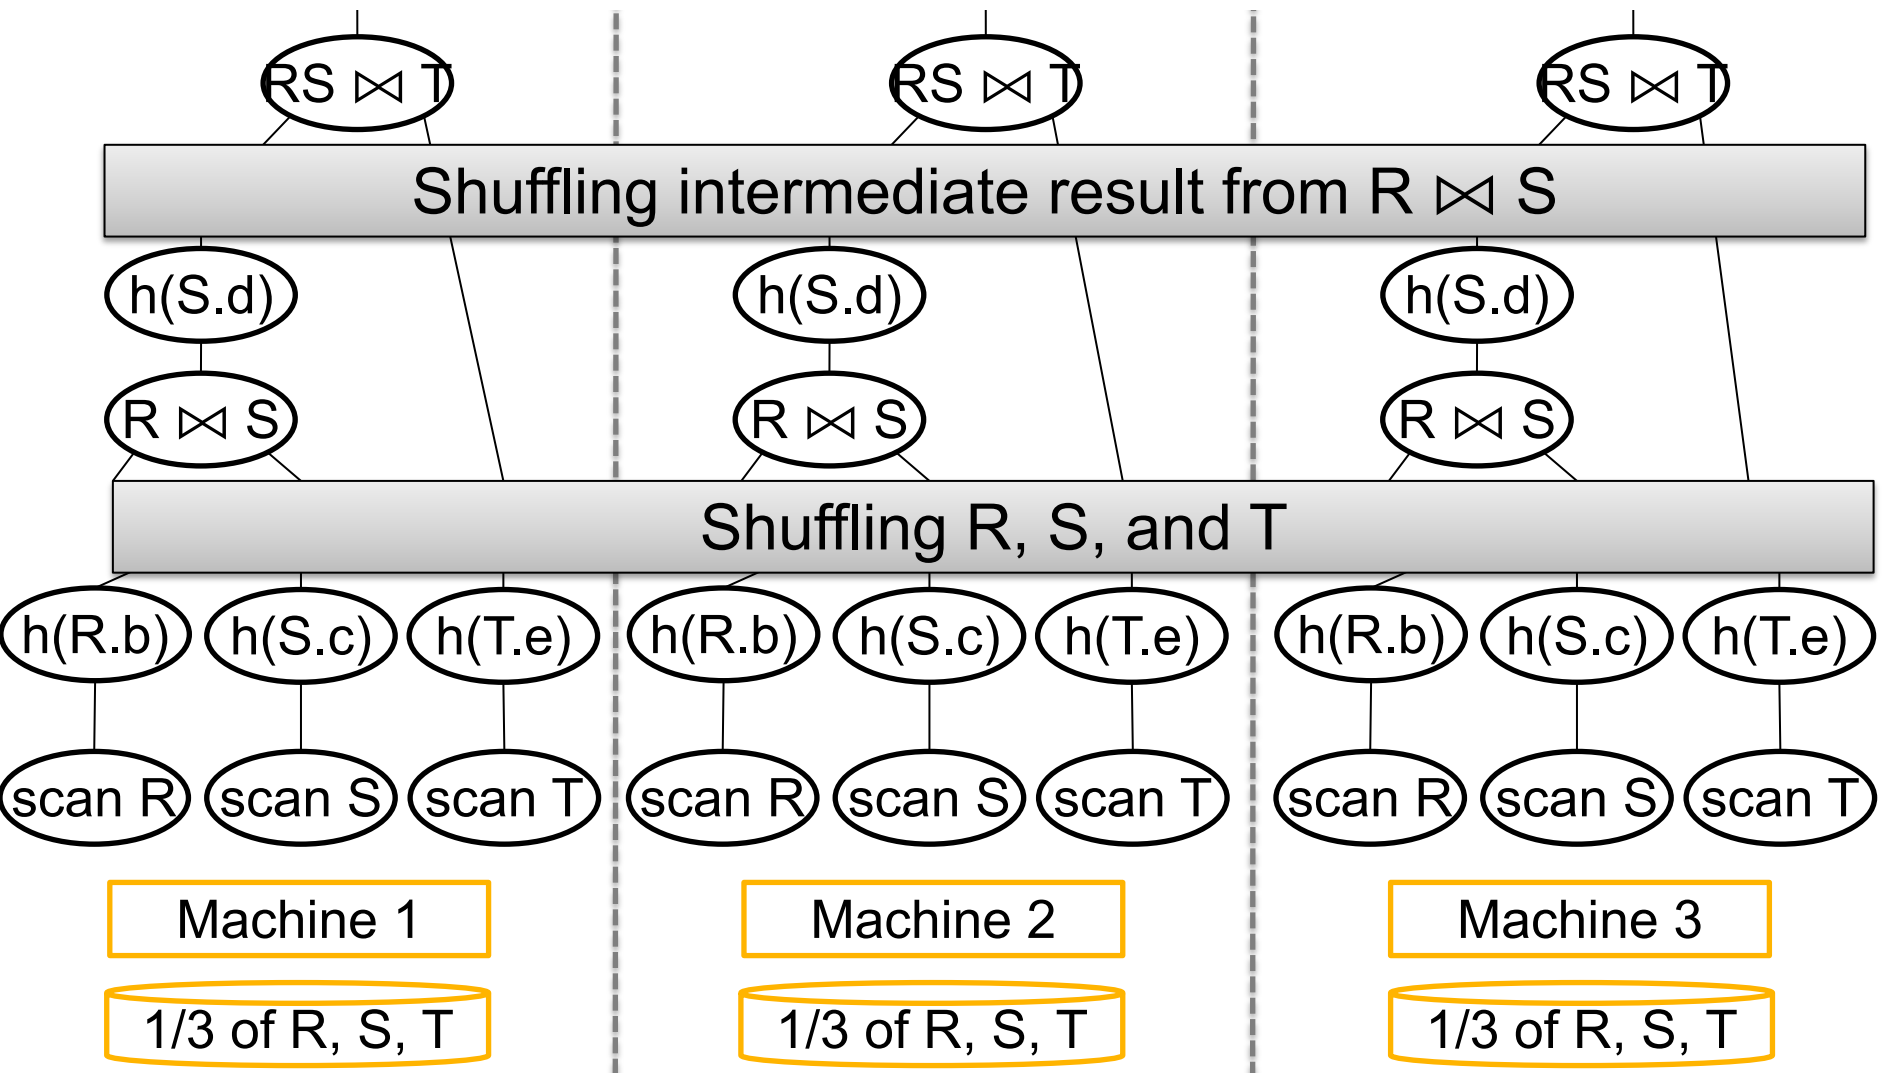 RS ⋈ T RS ⋈ T RS ⋈ T
Shuffling intermediate result from R ⋈ S
h(S.d) h(S.d) h(S.d)
R ⋈ S R ⋈ S R ⋈ S
Shuffling R, S, and T
h(R.b) h(S.c) h(T.e) h(R.b) h(S.c) h(T.e) h(R.b) h(S.c) h(T.e)
scan R scan S scan T scan R scan S scan T scan R scan S scan T
Machine 1 Machine 2 Machine 3
1/3 of R, S, T 1/3 of R, S, T 1/3 of R, S, T